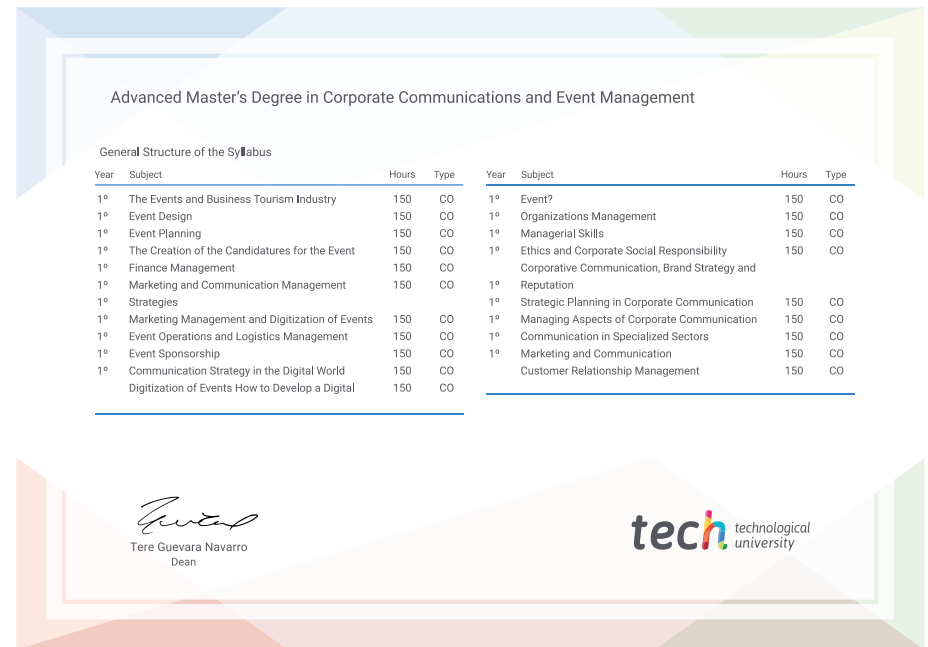 Advanced Master's Degree in Corporate Communications and Event Management
General Structure of the Syllabus
Year Subject Hours Type
1º The Events and Business Tourism Industry 150 CO
1º Event Design 150 CO
1º Event Planning 150 CO
1º The Creation of the Candidatures for the Event 150 CO
1º Finance Management 150 CO
1º Marketing and Communication Management 150 CO
1º Strategies
1º Marketing Management and Digitization of Events 150 CO
1º Event Operations and Logistics Management 150 CO
1º Event Sponsorship 150 CO
1º Communication Strategy in the Digital World 150 CO
Digitization of Events How to Develop a Digital 150 CO
Year Subject Hours Type
1º Event? 150 CO
1º Organizations Management 150 CO
1º Managerial Skills 150 CO
1º Ethics and Corporate Social Responsibility 150 CO
Corporative Communication, Brand Strategy and
1º Reputation
1º Strategic Planning in Corporate Communication 150 CO
1º Managing Aspects of Corporate Communication 150 CO
1º Communication in Specialized Sectors 150 CO
1º Marketing and Communication 150 CO
Customer Relationship Management 150 CO
Tere Guevara Navarro
Dean
tech technological
university